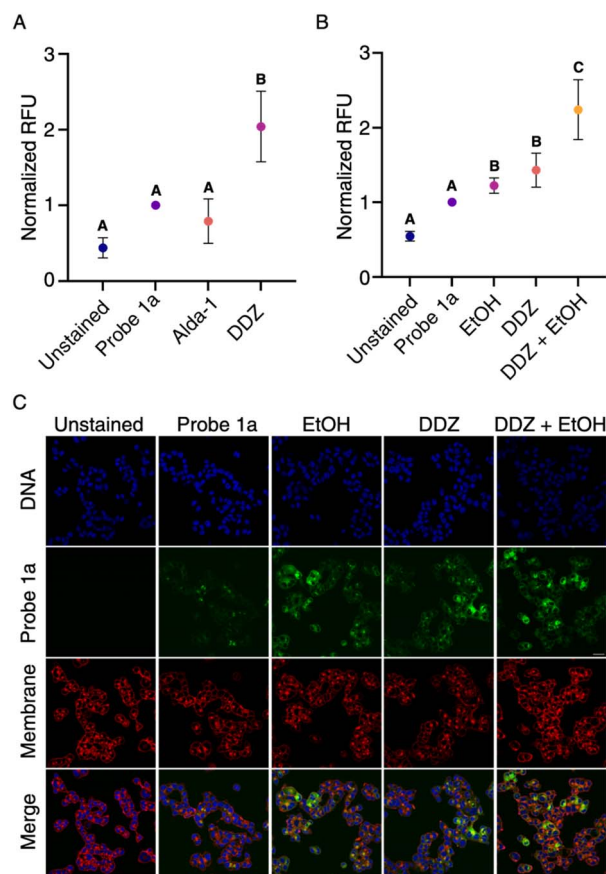 A
B
Normalized RFU
3
2
1
0
A
A
A
B
Unstained
Probe 1a
Alda-1
DDZ
Normalized RFU
3
2
1
0
A
A
B
B
C
Unstained
Probe 1a
EtOH
DDZ
DDZ + EtOH
C
Unstained Probe 1a EtOH DDZ DDZ + EtOH
DNA
Probe 1a
Membrane
Merge